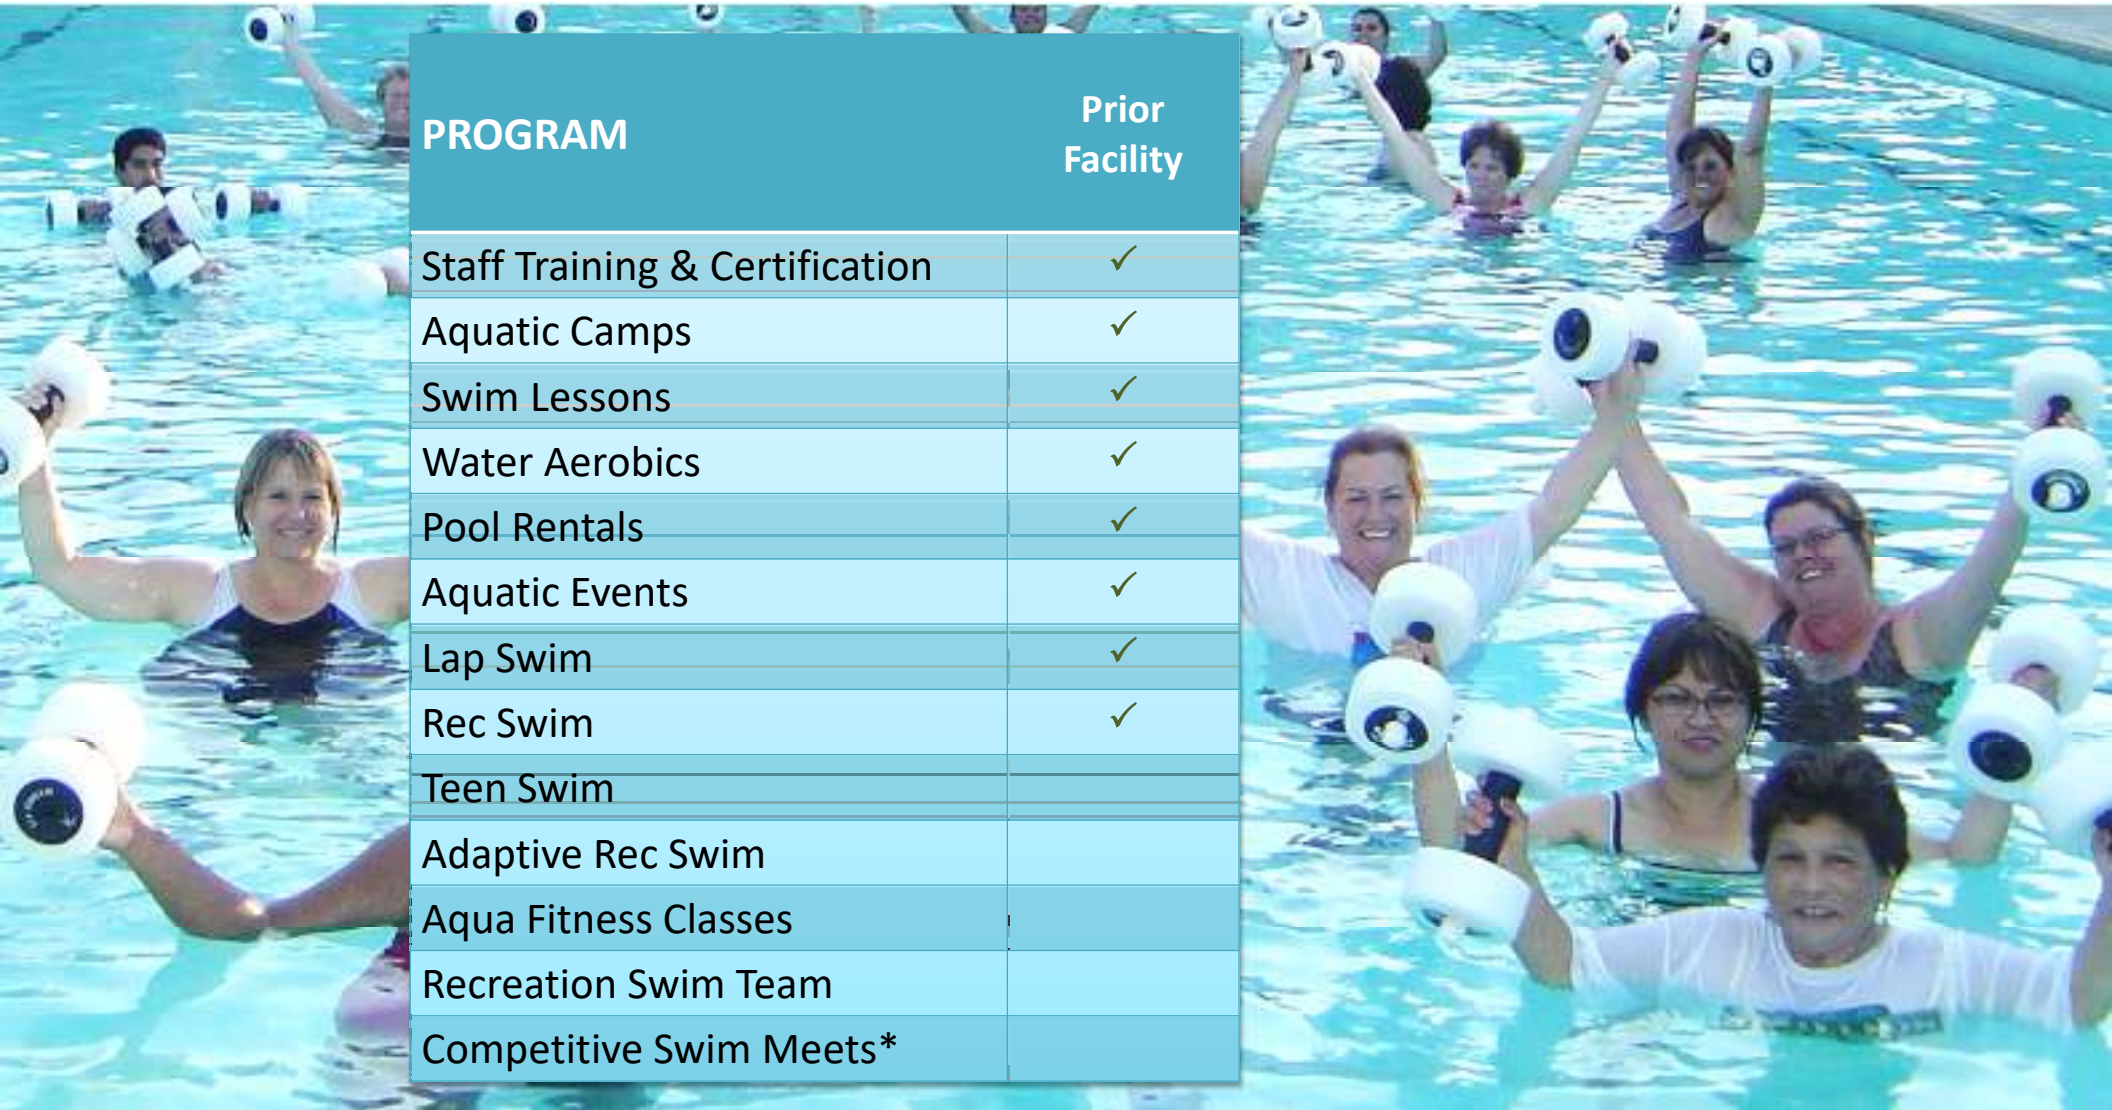 PROGRAM
Prior
Facility
Staff Training & Certification ✓
Aquatic Camps ✓
Swim Lessons ✓
Water Aerobics ✓
Pool Rentals ✓
Aquatic Events ✓
Lap Swim ✓
Rec Swim ✓
Teen Swim
Adaptive Rec Swim
Aqua Fitness Classes
Recreation Swim Team
Competitive Swim Meets*